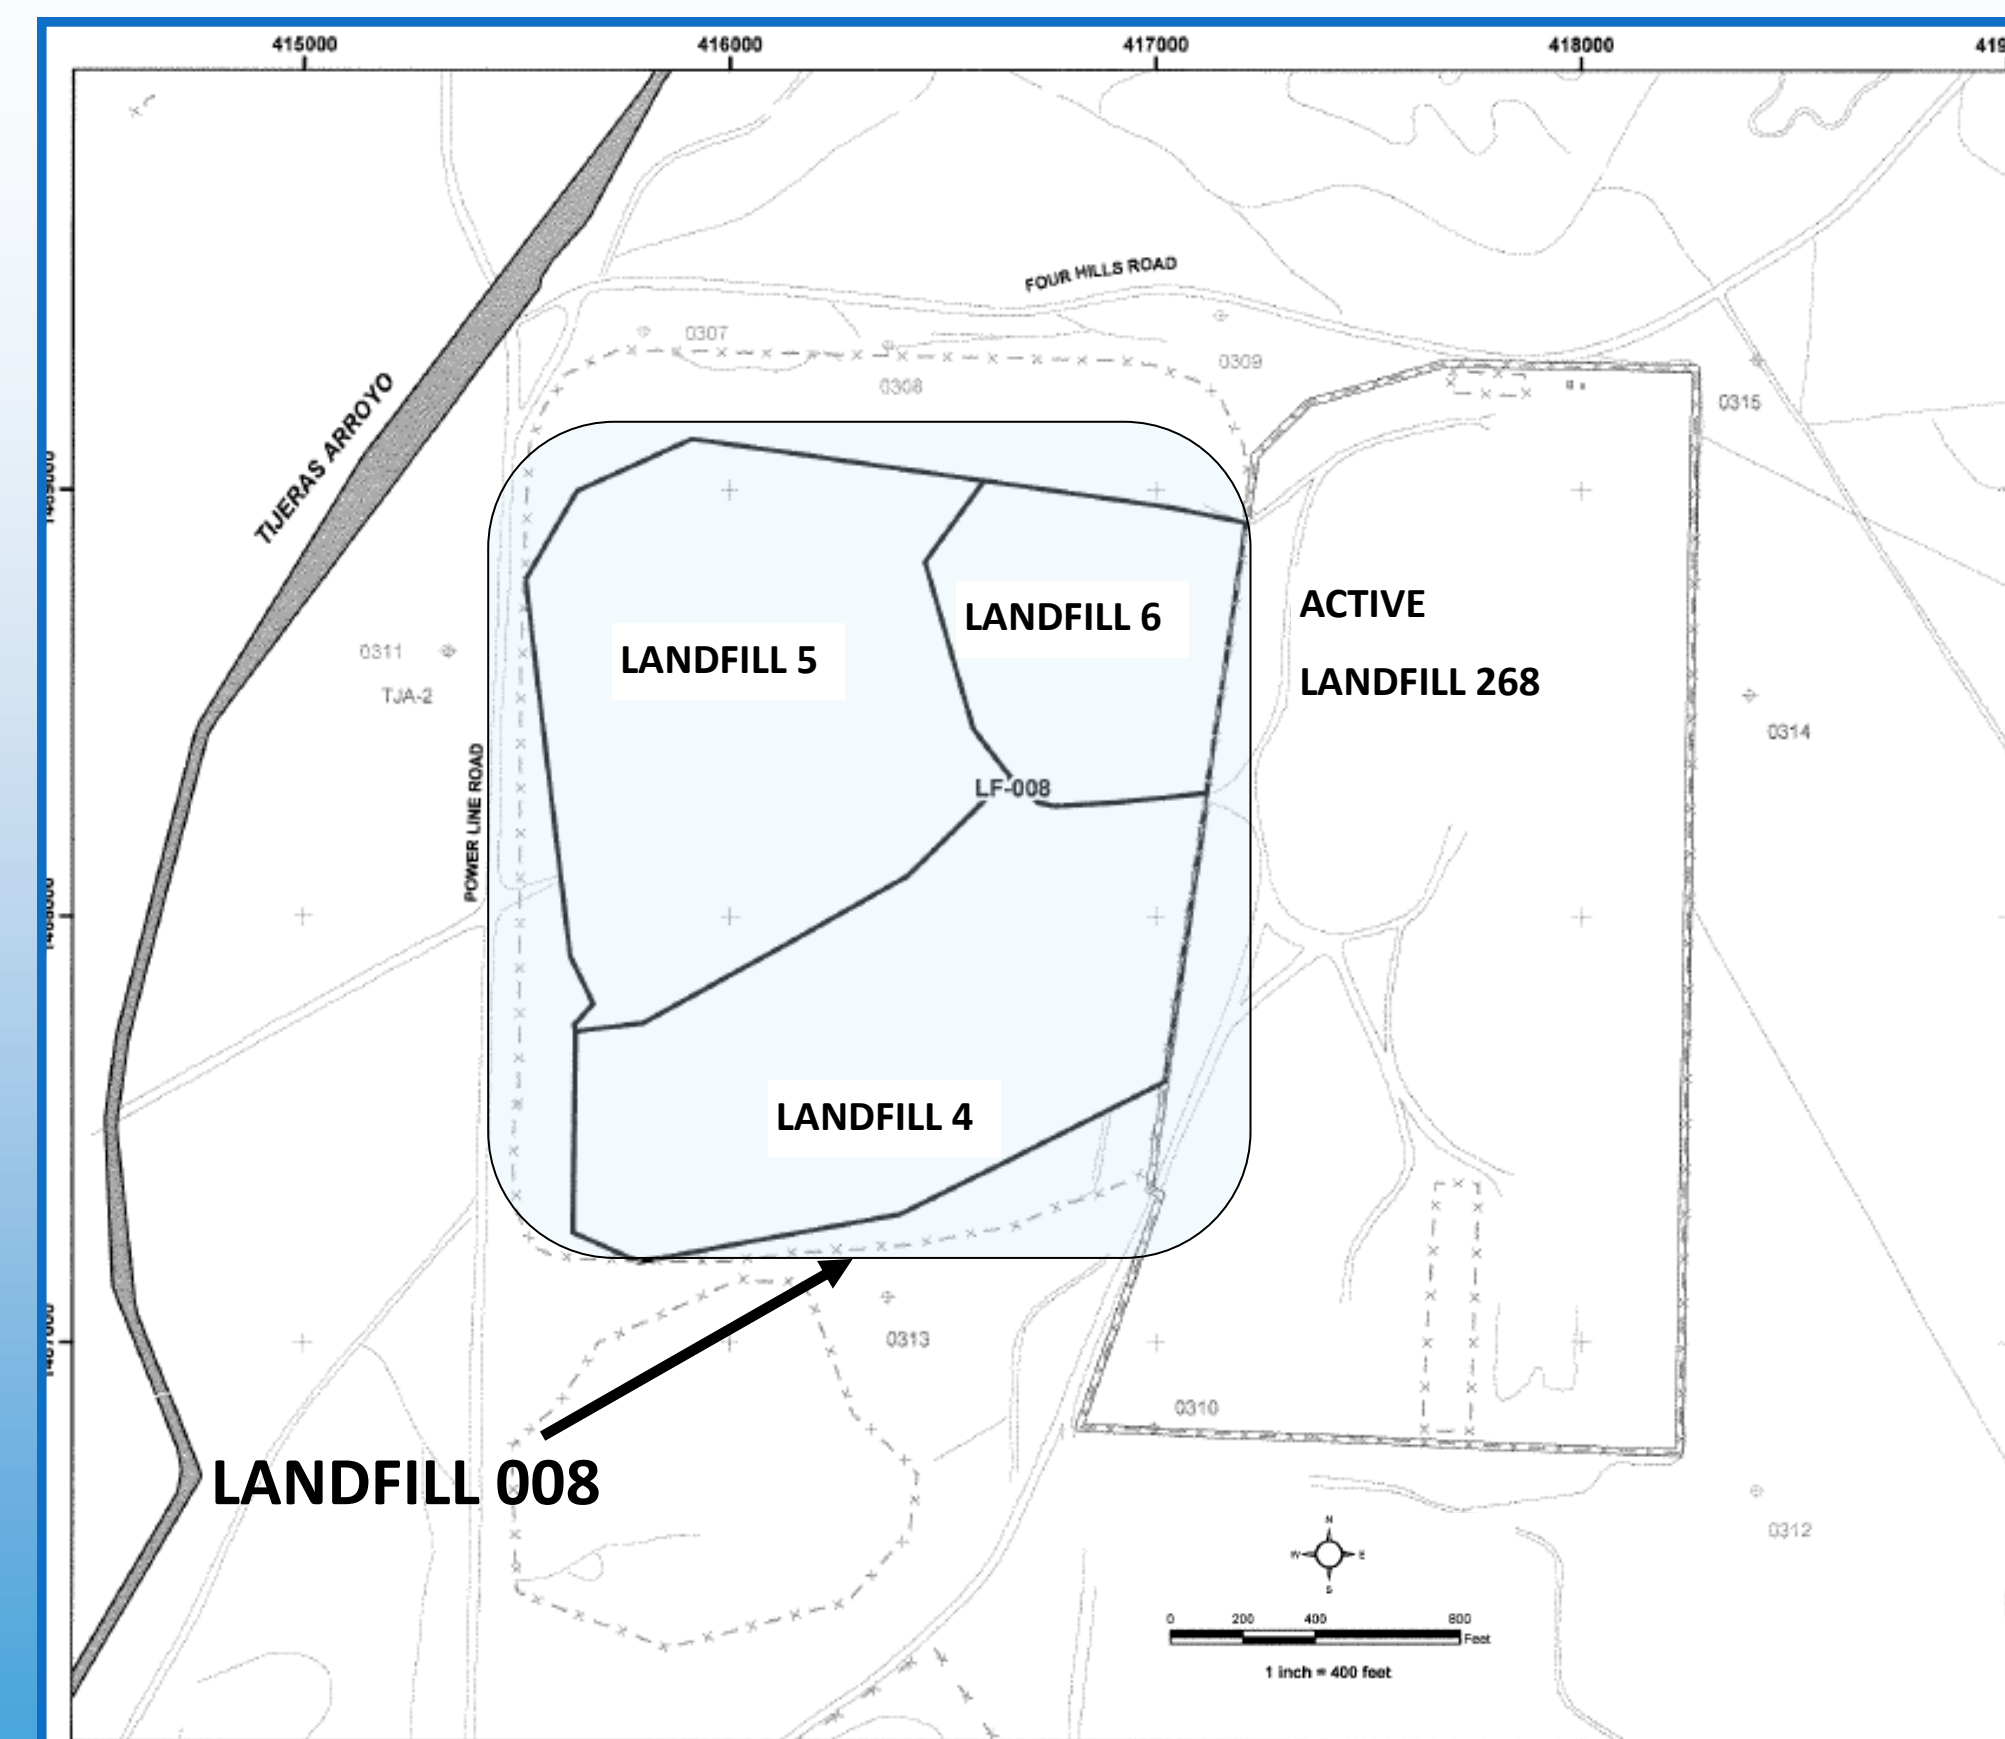 415000
416000
417000
418000
419
FOUR HILLS ROAD
0307
0309
0308
0315
TIJERAS ARROYO
ACTIVE
LANDFILL 6
LANDFILL 5
LANDFILL 268
0311
TJA-2
0314
POWER LINE ROAD
LF-008
LANDFILL 4
0313
0310
LANDFILL 008
0312
N
W
E
S
0 200 400 800
Feet
1 inch = 400 feet